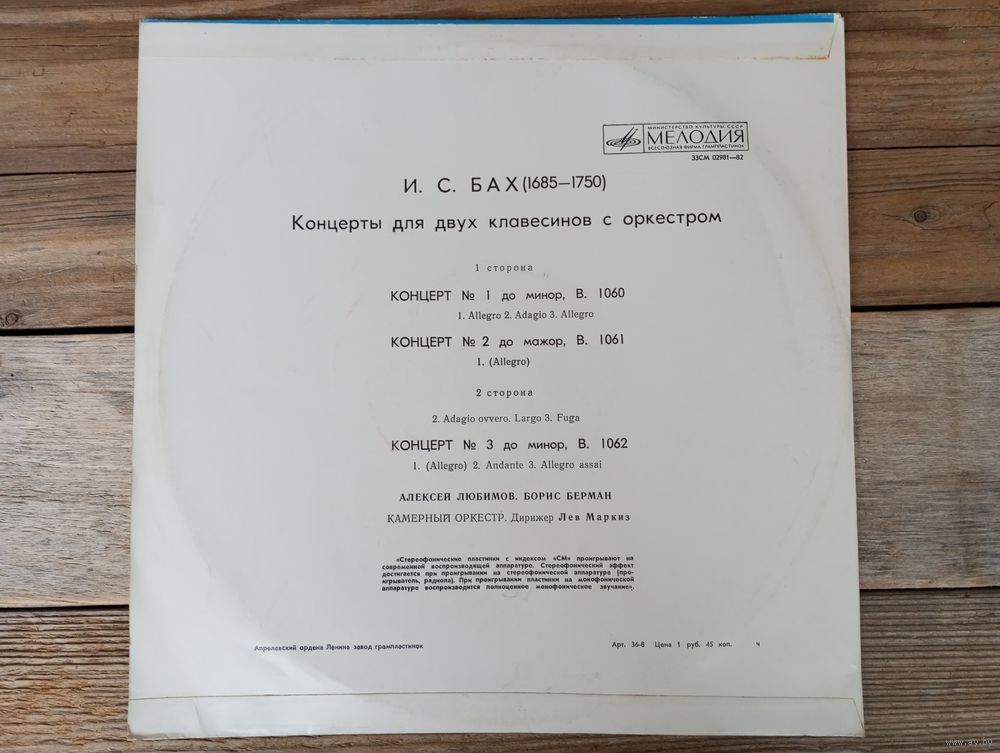 МИНИСТЕРСТВО КУЛЬТУРЫ СССР
МЕЛОДИЯ
ВСЕСОЮЗНАЯ ФИРМА ГРАМПЛАСТИНОК
33СМ 02981—82
И. С. БАХ (1685—1750)
Концерты для двух клавесинов с оркестром
1 сторона
КОНЦЕРТ № 1 до минор, В. 1060
1. Allegro 2. Adagio 3. Allegro
КОНЦЕРТ № 2 до мажор, В. 1061
1. (Allegro)
2 сторона
2. Adagio ovvero. Largo 3. Fuga
КОНЦЕРТ № 3 до минор, В. 1062
1. (Allegro) 2. Andante 3. Allegro assai
АЛЕКСЕЙ ЛЮБИМОВ. БОРИС БЕРМАН
КАМЕРНЫЙ ОРКЕСТР. Дирижер Лев Маркиз
«Стереофонические пластинки с индексом «СМ» проигрывают на
современной воспроизводящей аппаратуре. Стереофонический эффект
достигается при проигрывании на стереофонической аппаратуре (про-
игрыватель, радиола). При проигрывании пластинки на монофонической
аппаратуре воспроизводится полноценное монофоническое звучание».
Апрелевский ордена Ленина завод грампластинок
Арт. 36-8 Цена 1 руб. 45 коп. ч
www.ay.by